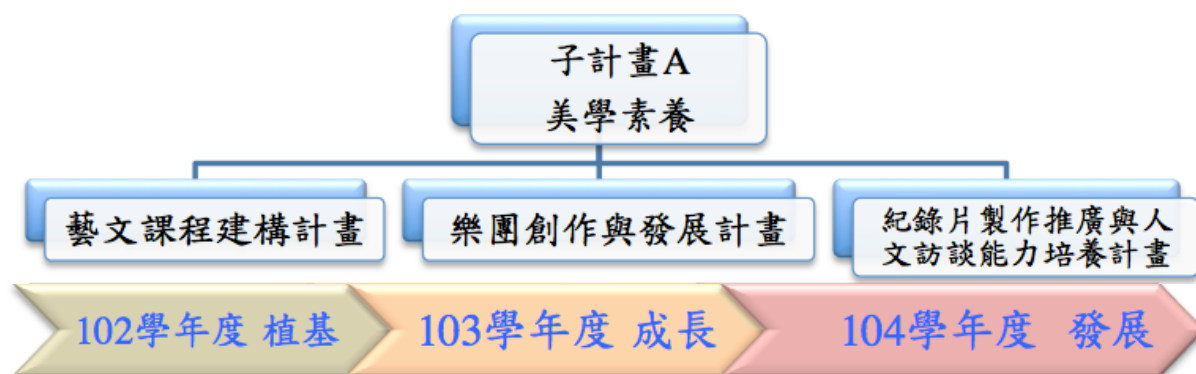 子計畫A
美學素養
藝文課程建構計畫
樂團創作與發展計畫
紀錄片製作推廣與人
文訪談能力培養計畫
102學年度 植基
103學年度 成長
104學年度 發展